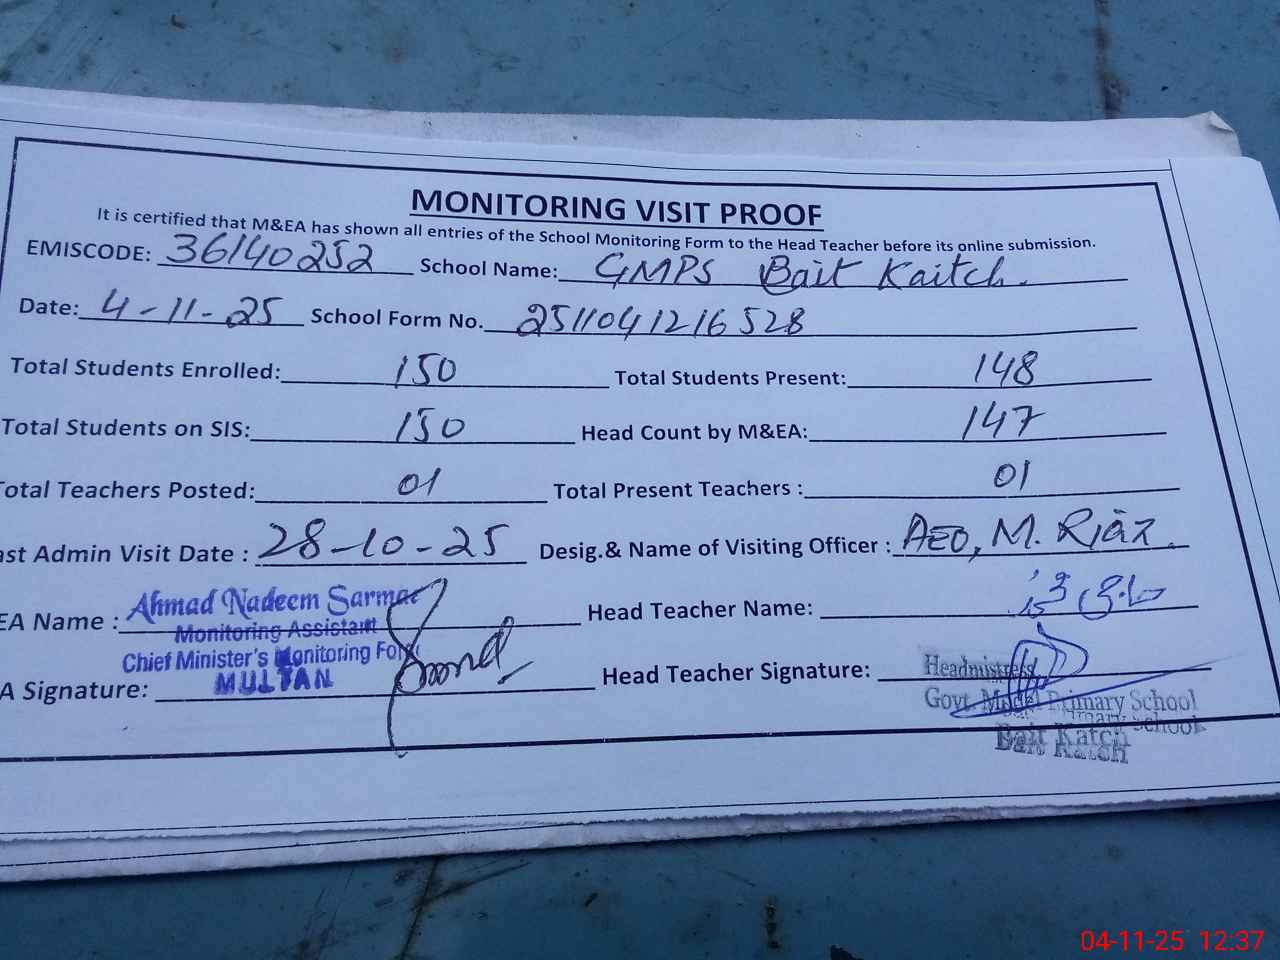 MONITORING VISIT PROOF
It is certified that M&EA has shown all entries of the School Monitoring Form to the Head Teacher before its online submission.
EMISCODE: 36140252 School Name: GMPS Bait Kaitch.
Date: 4-11-25 School Form No. 2511041216528
Total Students Enrolled: 150 Total Students Present: 148
Total Students on SIS: 150 Head Count by M&EA: 147
otal Teachers Posted: 01 Total Present Teachers : 01
ast Admin Visit Date : 28-10-25 Desig.& Name of Visiting Officer : AEO, M. Riaz.
EA Name : Ahmad Nadeem Sarmad Head Teacher Name:
Monitoring Assistant
Chief Minister's Monitoring Force
MULTAN
A Signature: Head Teacher Signature:
Headmistress
Govt. Model Primary School
Bait Katch
04-11-25 12:37